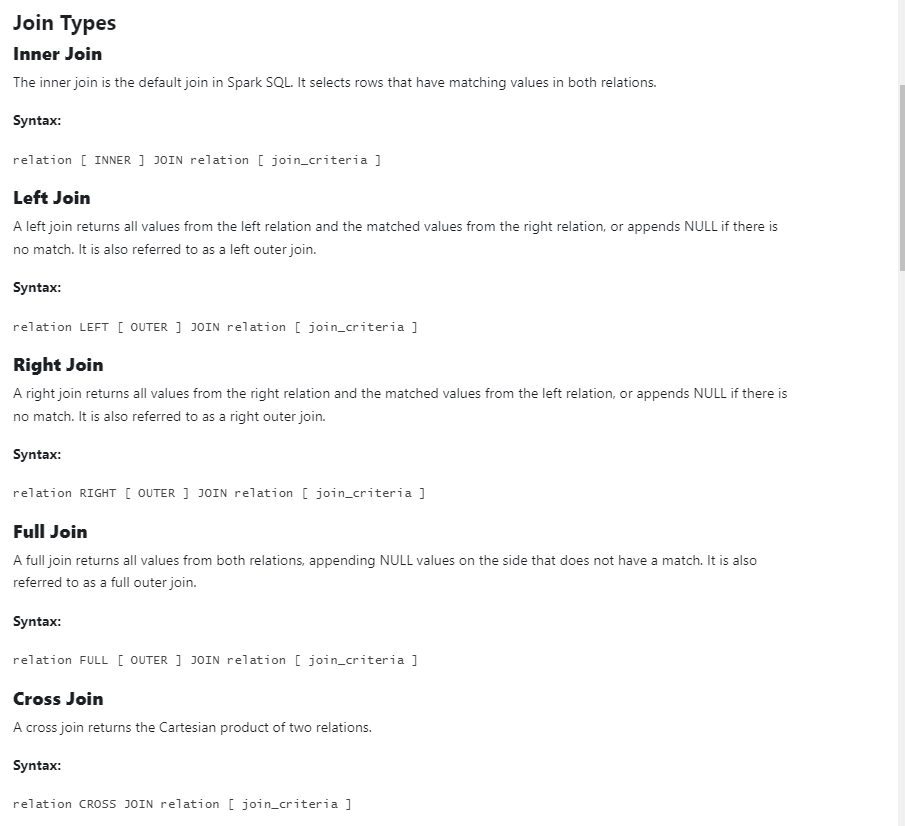 Join Types
Inner Join
The inner join is the default join in Spark SQL. It selects rows that have matching values in both relations.
Syntax:
relation [ INNER ] JOIN relation [ join_criteria ]
Left Join
A left join returns all values from the left relation and the matched values from the right relation, or appends NULL if there is
no match. It is also referred to as a left outer join.
Syntax:
relation LEFT [ OUTER ] JOIN relation [ join_criteria ]
Right Join
A right join returns all values from the right relation and the matched values from the left relation, or appends NULL if there is
no match. It is also referred to as a right outer join.
Syntax:
relation RIGHT [ OUTER ] JOIN relation [ join_criteria ]
Full Join
A full join returns all values from both relations, appending NULL values on the side that does not have a match. It is also
referred to as a full outer join.
Syntax:
relation FULL [ OUTER ] JOIN relation [ join_criteria ]
Cross Join
A cross join returns the Cartesian product of two relations.
Syntax:
relation CROSS JOIN relation [ join_criteria ]